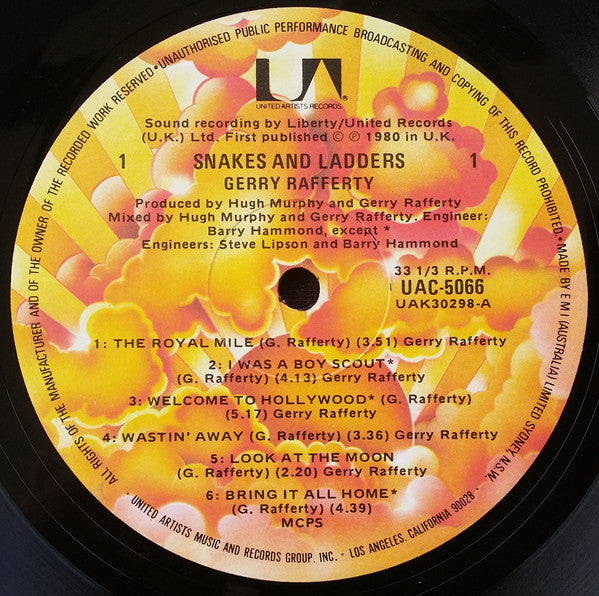 ALL RIGHTS OF THE MANUFACTURER AND OF THE OWNER OF THE RECORDED WORK RESERVED • UNAUTHORISED PUBLIC PERFORMANCE BROADCASTING AND COPYING OF THIS RECORD PROHIBITED • MADE BY E M I (AUSTRALIA) LIMITED SYDNEY, N.S.W.
UA
UNITED ARTISTS RECORDS ®
Sound recording by Liberty/United Records
(U.K.) Ltd. First published © ℗ 1980 in U.K.
1 SNAKES AND LADDERS 1
GERRY RAFFERTY
Produced by Hugh Murphy and Gerry Rafferty
Mixed by Hugh Murphy and Gerry Rafferty. Engineer:
Barry Hammond, except *
Engineers: Steve Lipson and Barry Hammond
33 1/3 R.P.M.
UAC-5066
UAK30298-A
1: THE ROYAL MILE (G. Rafferty) (3.51) Gerry Rafferty
2: I WAS A BOY SCOUT*
(G. Rafferty) (4.13) Gerry Rafferty
3: WELCOME TO HOLLYWOOD* (G. Rafferty)
(5.17) Gerry Rafferty
4: WASTIN' AWAY (G. Rafferty) (3.36) Gerry Rafferty
5: LOOK AT THE MOON
(G. Rafferty) (2.20) Gerry Rafferty
6: BRING IT ALL HOME*
(G. Rafferty) (4.39)
MCPS
UNITED ARTISTS MUSIC AND RECORDS GROUP, INC. • LOS ANGELES, CALIFORNIA 90028 •